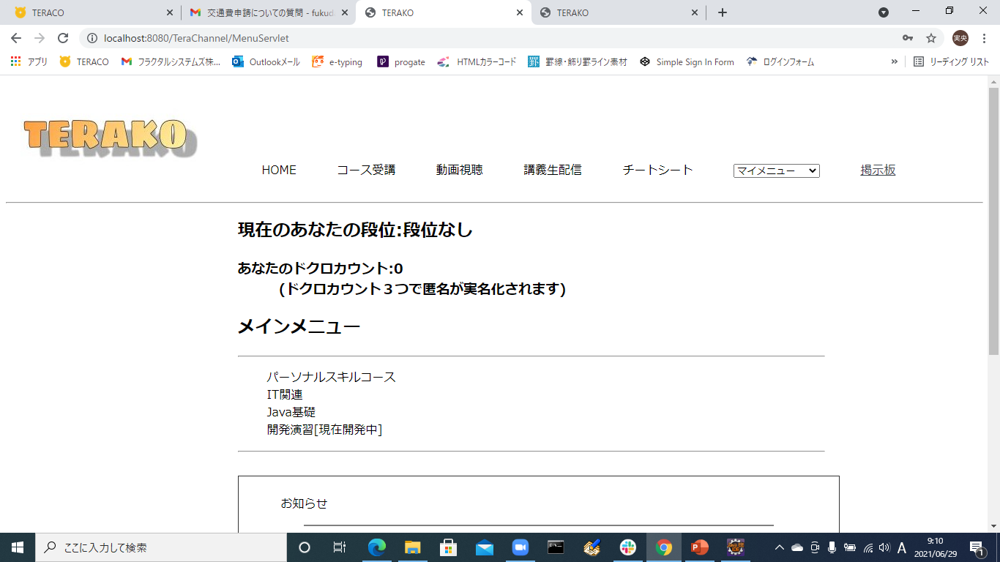 TERACO
交通費申請についての質問 - fukud
TERAKO
TERAKO
localhost:8080/TeraChannel/MenuServlet
実央
アプリ
TERACO
フラクタルシステムズ株...
Outlookメール
e-typing
progate
HTMLカラーコード
罫線・飾り罫ライン素材
Simple Sign In Form
ログインフォーム
»
リーディング リスト
TERAKO
HOME コース受講 動画視聴 講義生配信 チートシート マイメニュー 掲示板
現在のあなたの段位:段位なし
あなたのドクロカウント:0
(ドクロカウント３つで匿名が実名化されます)
メインメニュー
パーソナルスキルコース
IT関連
Java基礎
開発演習[現在開発中]
お知らせ
ここに入力して検索
A
9:10
2021/06/29
1